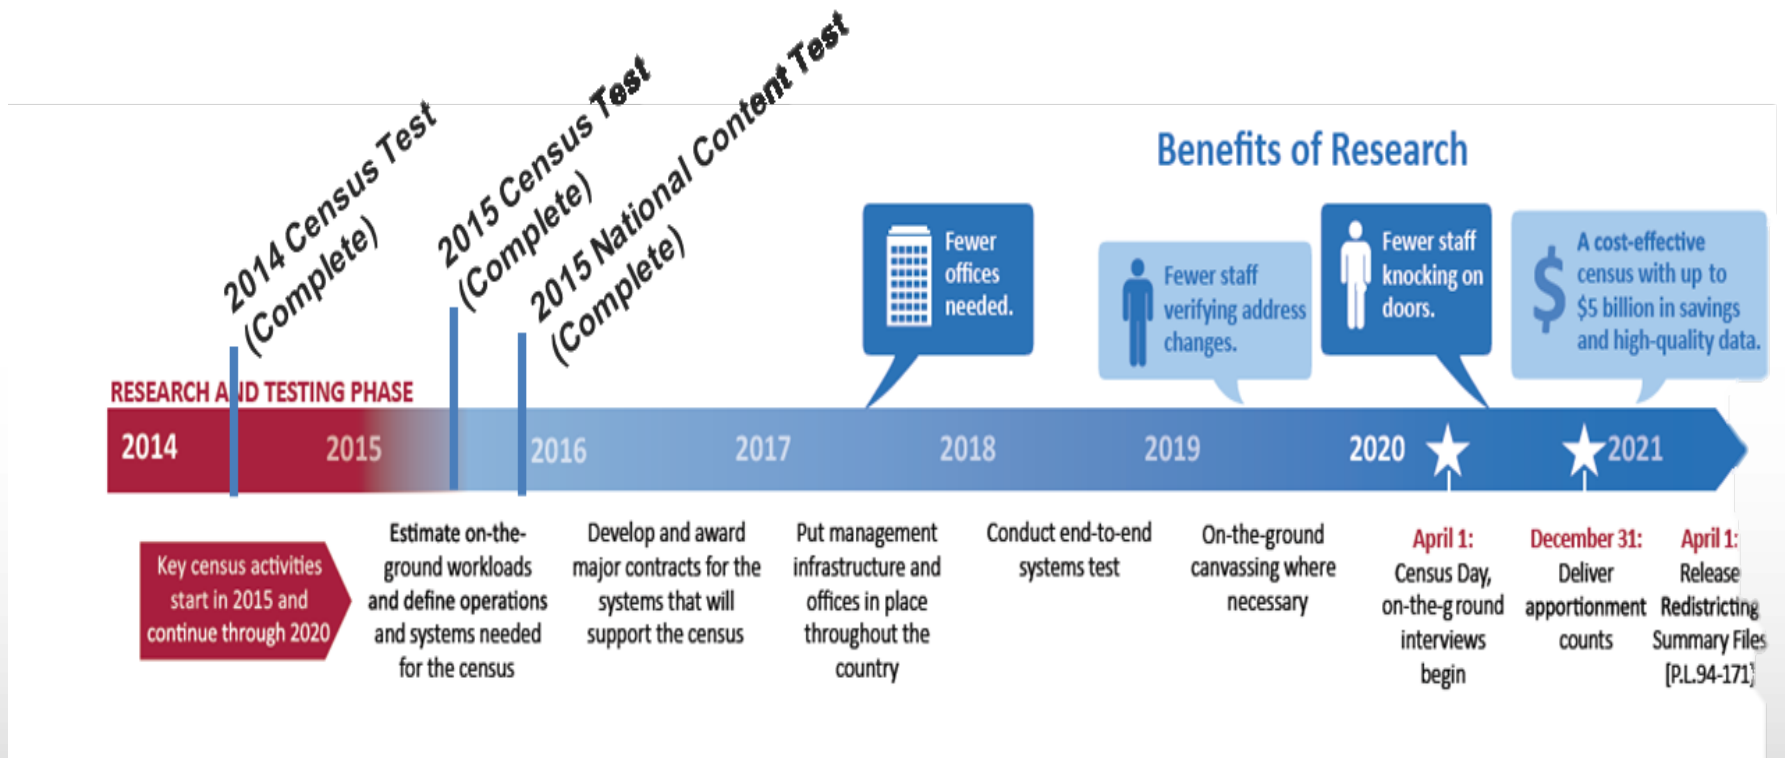 2014 Census Test
(Complete)
2015 Census Test
(Complete)
2015 National Content Test
(Complete)
Benefits of Research
Fewer
offices
needed.
Fewer staff
verifying address
changes.
Fewer staff
knocking on
doors.
$
A cost-effective
census with up to
$5 billion in savings
and high-quality data.
RESEARCH AND TESTING PHASE
2014 2015 2016 2017 2018 2019 2020 2021
Key census activities
start in 2015 and
continue through 2020
Estimate on-the-
ground workloads
and define operations
and systems needed
for the census
Develop and award
major contracts for the
systems that will
support the census
Put management
infrastructure and
offices in place
throughout the
country
Conduct end-to-end
systems test
On-the-ground
canvassing where
necessary
April 1:
Census Day,
on-the-ground
interviews
begin
December 31:
Deliver
apportionment
counts
April 1:
Release
Redistricting
Summary Files
[P.L.94-171]